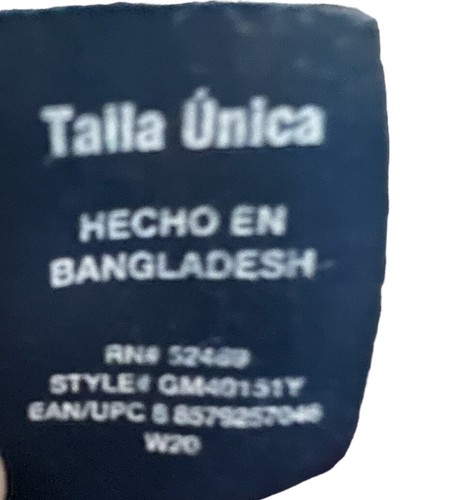 Talla Única
HECHO EN
BANGLADESH
RN#
STYLE# GM40151Y
EAN/UPC
W20